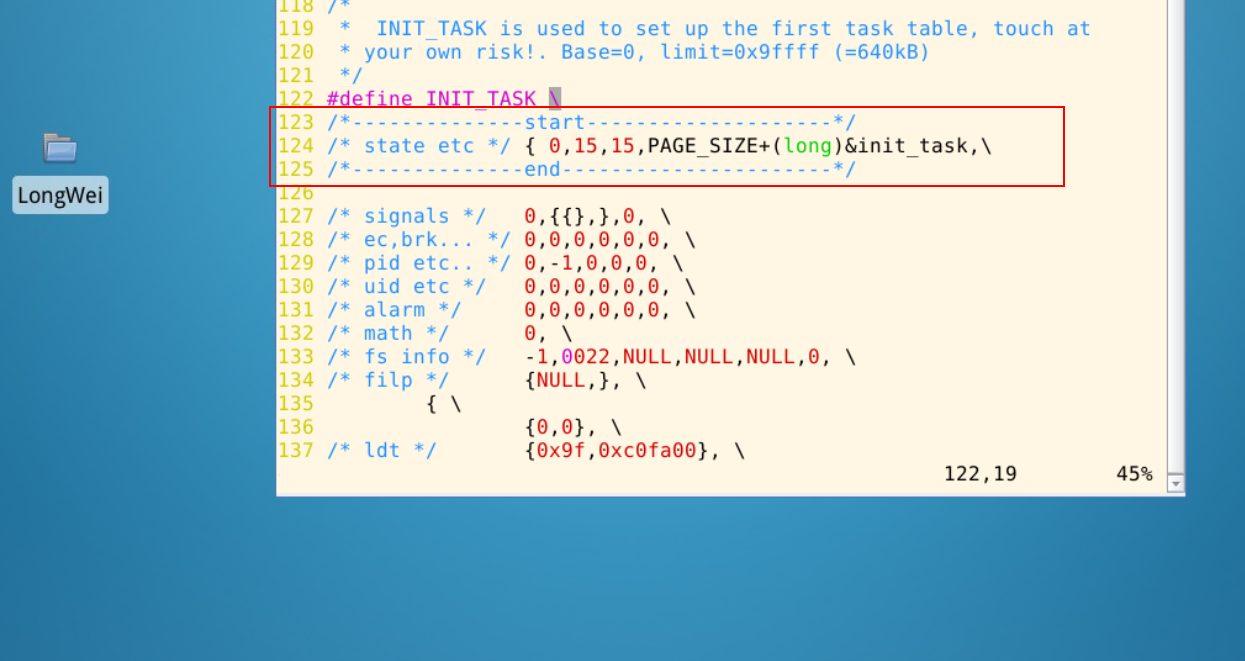 LongWei
118 /*
119  *  INIT_TASK is used to set up the first task table, touch at
120  * your own risk!. Base=0, limit=0x9ffff (=640kB)
121  */
122 #define INIT_TASK \
123 /*--------------start--------------------*/
124 /* state etc */ { 0,15,15,PAGE_SIZE+(long)&init_task,\
125 /*--------------end----------------------*/
126
127 /* signals */   0,{{},},0, \
128 /* ec,brk... */ 0,0,0,0,0,0, \
129 /* pid etc.. */ 0,-1,0,0,0, \
130 /* uid etc */   0,0,0,0,0,0, \
131 /* alarm */     0,0,0,0,0,0, \
132 /* math */      0, \
133 /* fs info */   -1,0022,NULL,NULL,NULL,0, \
134 /* filp */      {NULL,}, \
135         { \
136                 {0,0}, \
137 /* ldt */       {0x9f,0xc0fa00}, \
122,19        45%